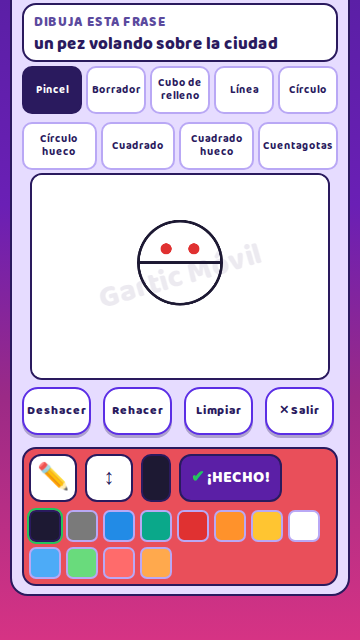 DIBUJA ESTA FRASE
un pez volando sobre la ciudad
Pincel
Borrador
Cubo de
relleno
Línea
Círculo
Círculo
hueco
Cuadrado
Cuadrado
hueco
Cuentagotas
Gartic Móvil
Deshacer
Rehacer
Limpiar
✕ Salir
↕
✔ ¡HECHO!